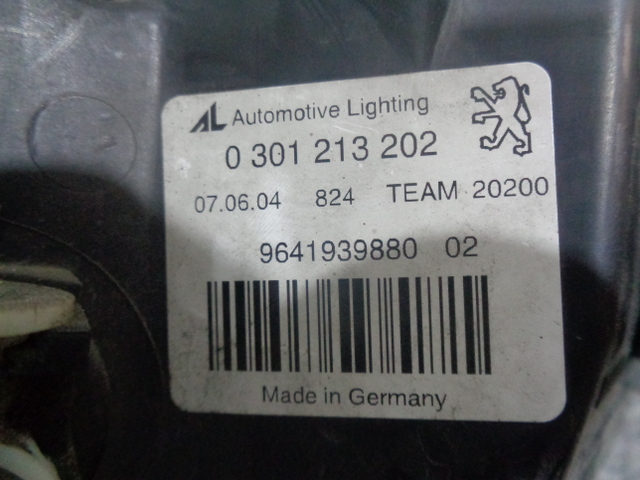 AL Automotive Lighting
0 301 213 202
07.06.04 824 TEAM 20200
9641939880 02
Made in Germany